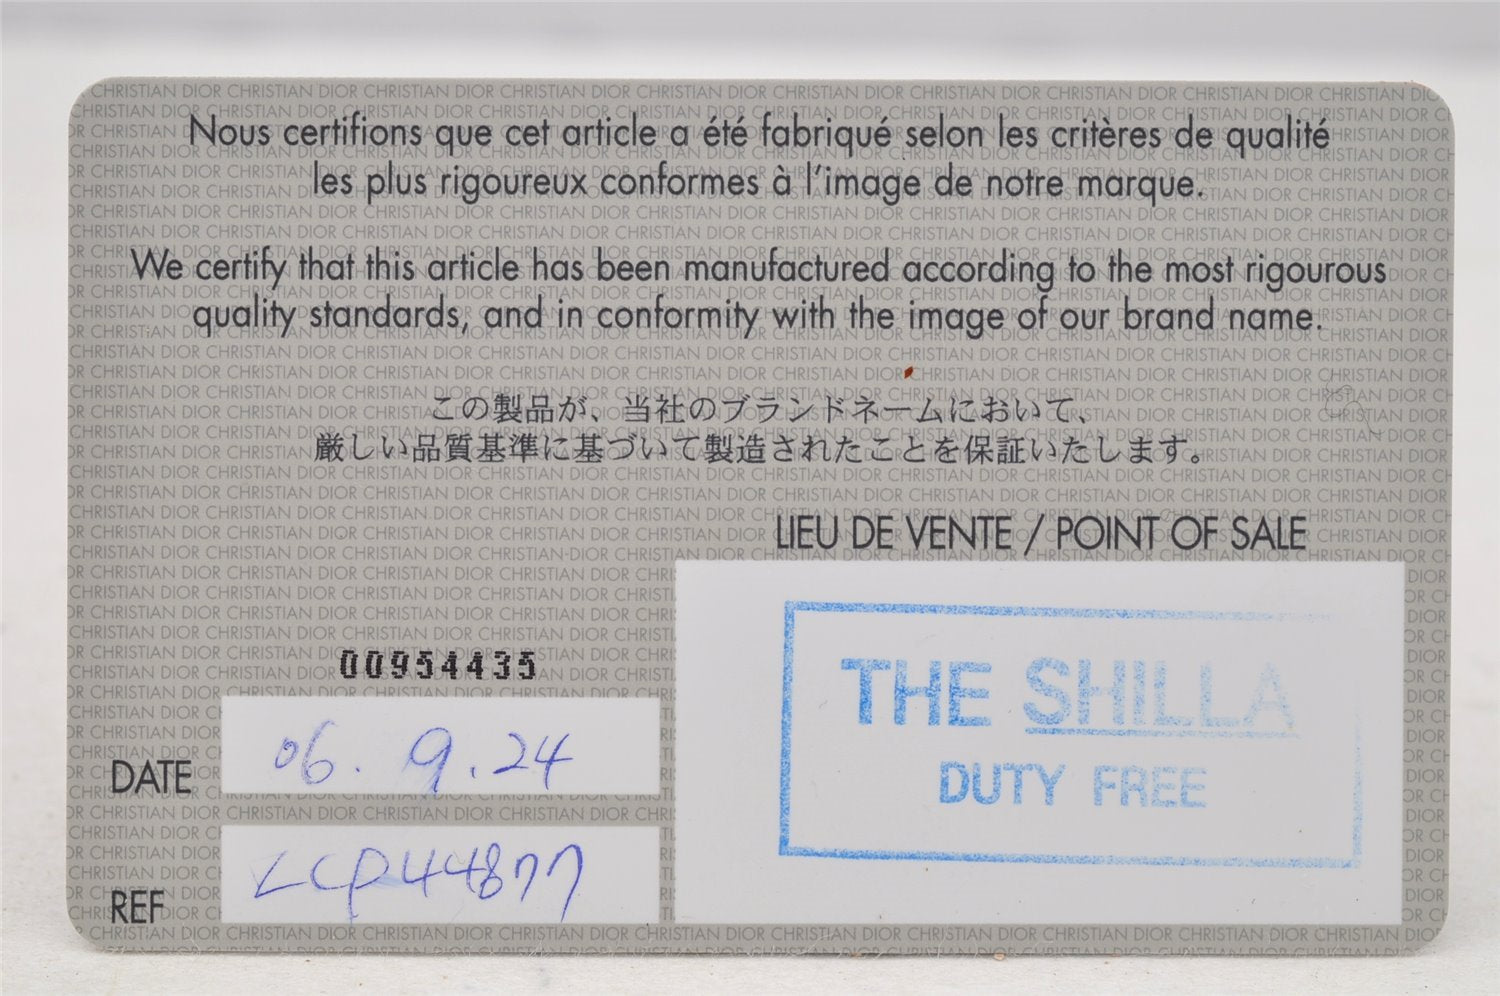 Nous certifions que cet article a été fabriqué selon les critères de qualité
les plus rigoureux conformes à l'image de notre marque.
We certify that this article has been manufactured according to the most rigourous
quality standards, and in conformity with the image of our brand name.
この製品が、当社のブランドネームにおいて、
厳しい品質基準に基づいて製造されたことを保証いたします。
LIEU DE VENTE / POINT OF SALE
THE SHILLA
DUTY FREE
00954435
DATE 06. 9. 24
REF LCP44877
CHRISTIAN DIOR